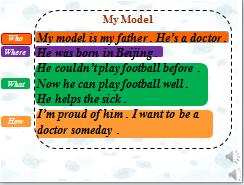 My Model
Who My model is my father . He's a doctor .
Where He was born in Beijing .
He couldn't play football before .
What Now he can play football well .
He helps the sick .
How I'm proud of him . I want to be a
doctor someday .